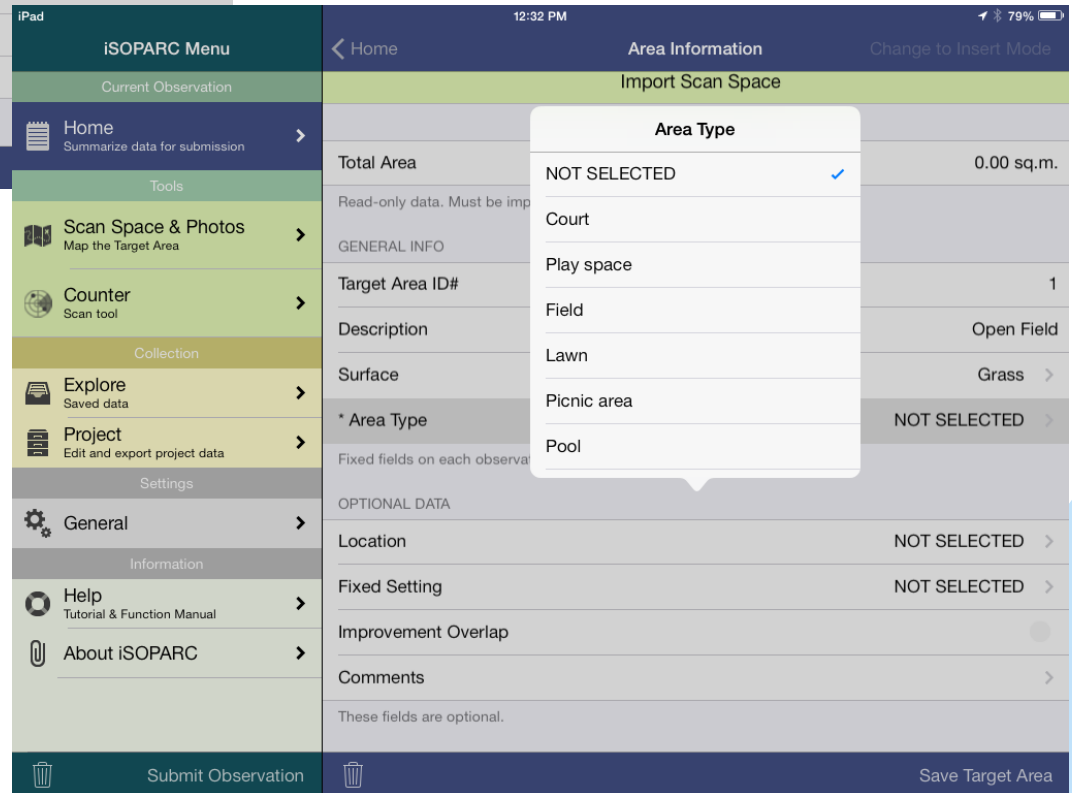 iPad
12:32 PM
79%
iSOPARC Menu
Home
Area Information
Change to Insert Mode
Current Observation
Home
Summarize data for submission
Tools
Scan Space & Photos
Map the Target Area
Counter
Scan tool
Collection
Explore
Saved data
Project
Edit and export project data
Settings
General
Information
Help
Tutorial & Function Manual
About iSOPARC
Submit Observation
Import Scan Space
Total Area
0.00 sq.m.
Read-only data. Must be imp
GENERAL INFO
Target Area ID#
1
Description
Open Field
Surface
Grass
* Area Type
NOT SELECTED
Fixed fields on each observat
OPTIONAL DATA
Location
NOT SELECTED
Fixed Setting
NOT SELECTED
Improvement Overlap
Comments
These fields are optional.
Save Target Area
Area Type
NOT SELECTED
Court
Play space
Field
Lawn
Picnic area
Pool